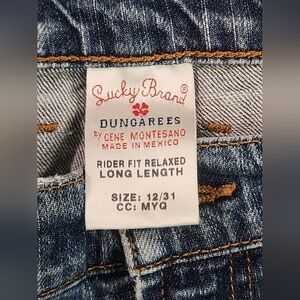 Lucky Brand®
DUNGAREES
by GENE MONTESANO
MADE IN MEXICO
RIDER FIT RELAXED
LONG LENGTH
SIZE: 12/31
CC: MYQ